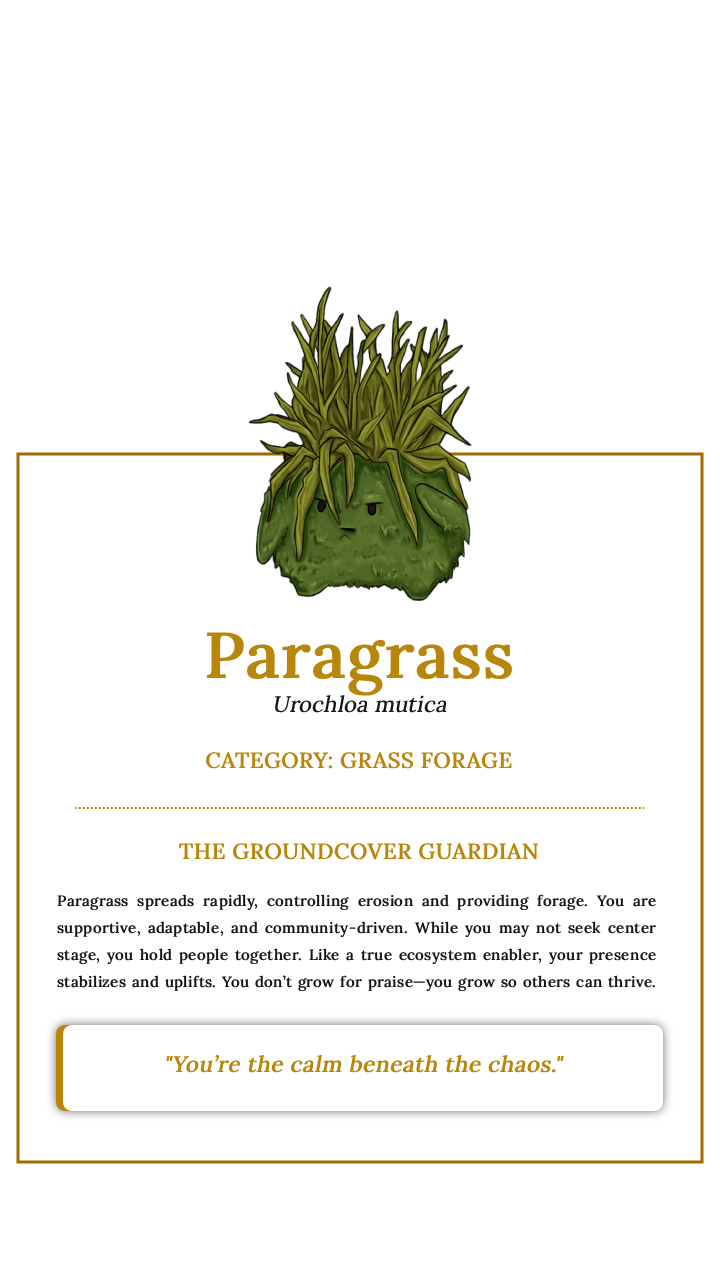 Paragrass
Urochloa mutica
CATEGORY: GRASS FORAGE
THE GROUNDCOVER GUARDIAN
Paragrass spreads rapidly, controlling erosion and providing forage. You are
supportive, adaptable, and community-driven. While you may not seek center
stage, you hold people together. Like a true ecosystem enabler, your presence
stabilizes and uplifts. You don’t grow for praise—you grow so others can thrive.
"You’re the calm beneath the chaos."